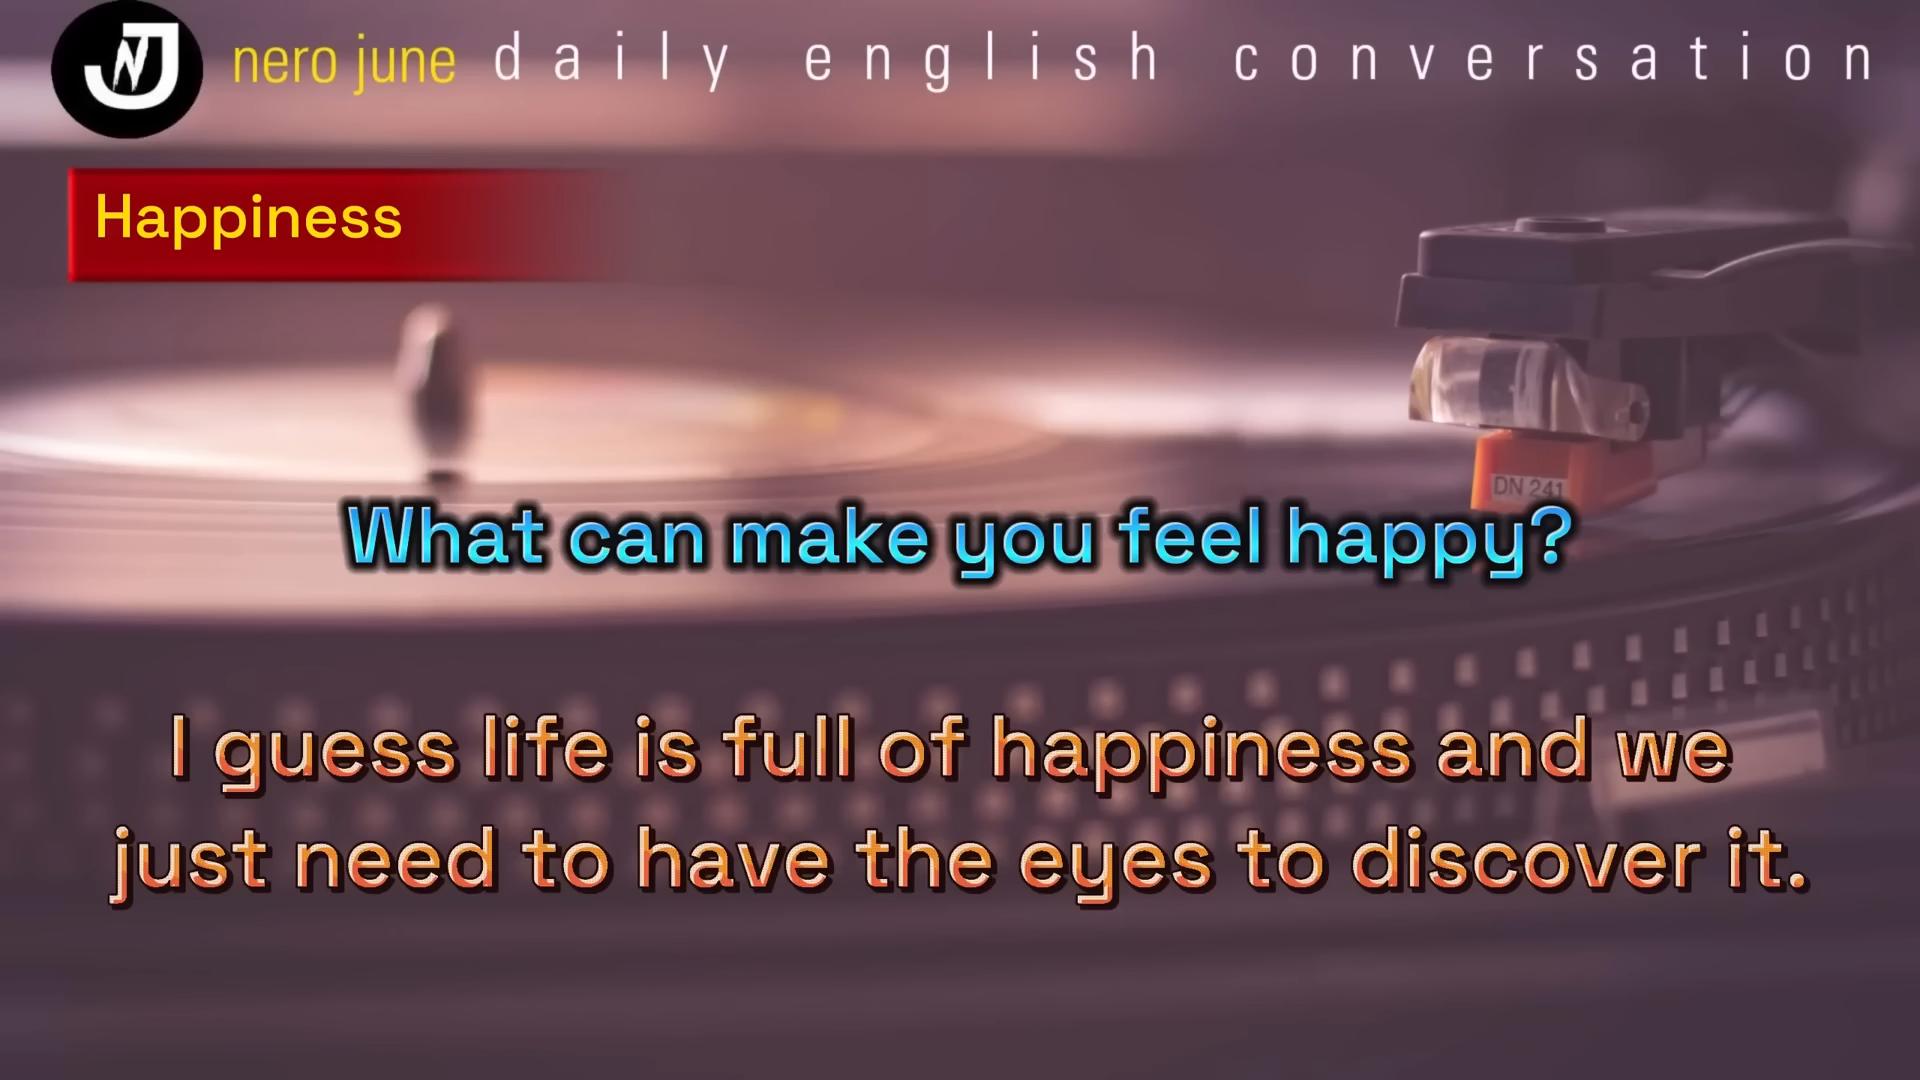 NJ
nero june daily english conversation
Happiness
DN 241
What can make you feel happy?
I guess life is full of happiness and we
just need to have the eyes to discover it.